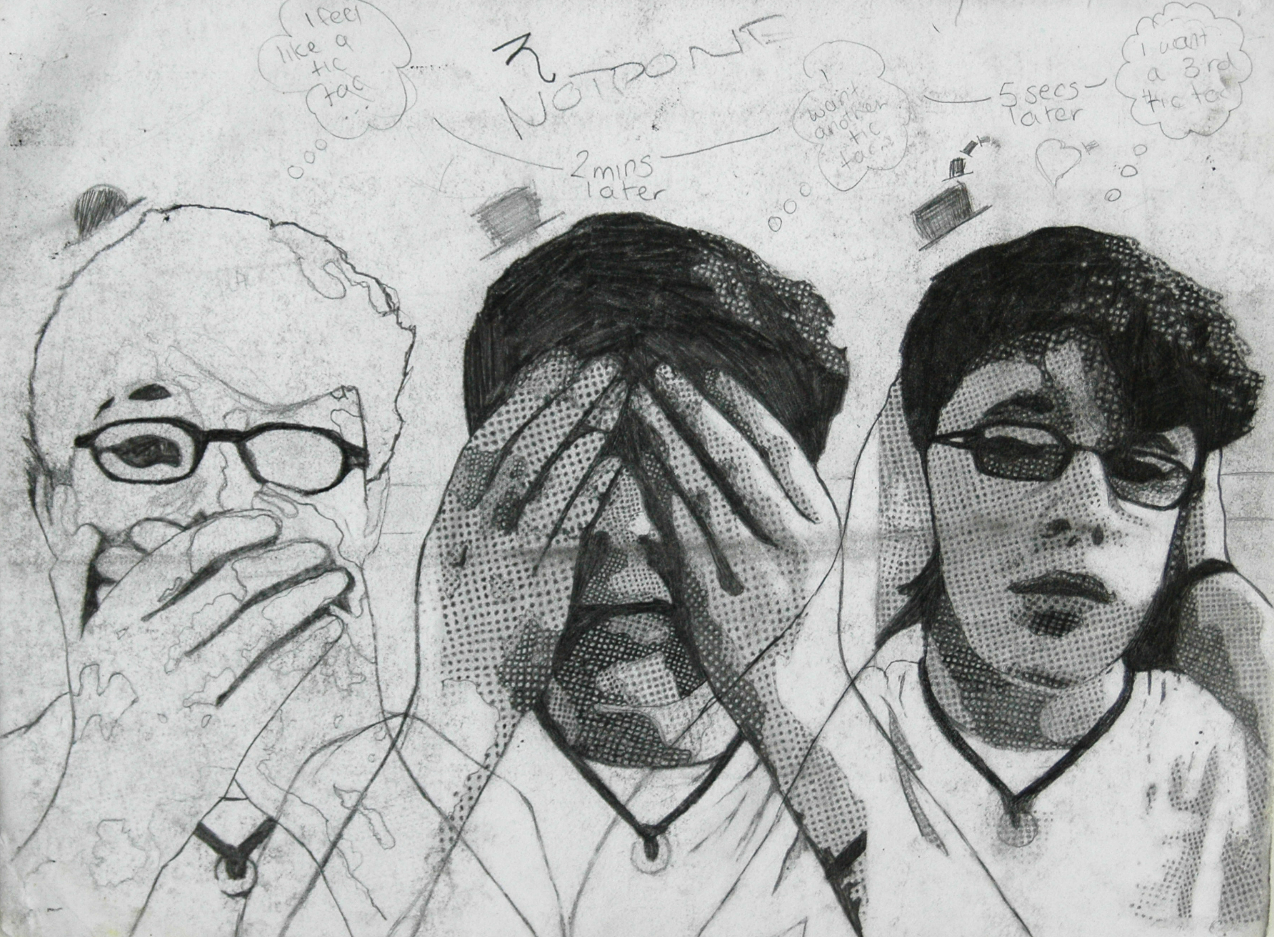 I feel
like a
tic
tac
NOT DONE
2 mins
later
I
want
another
tic
tac
5 secs
later
I want
a 3rd
tic tac